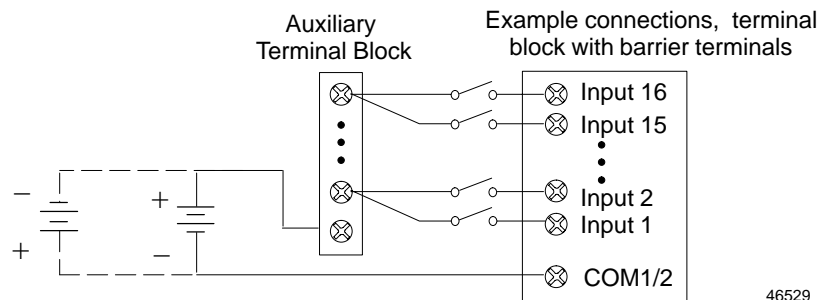 Auxiliary
Terminal Block
Example connections, terminal
block with barrier terminals
Input 16
Input 15
Input 2
Input 1
COM1/2
−
+
+
−
46529